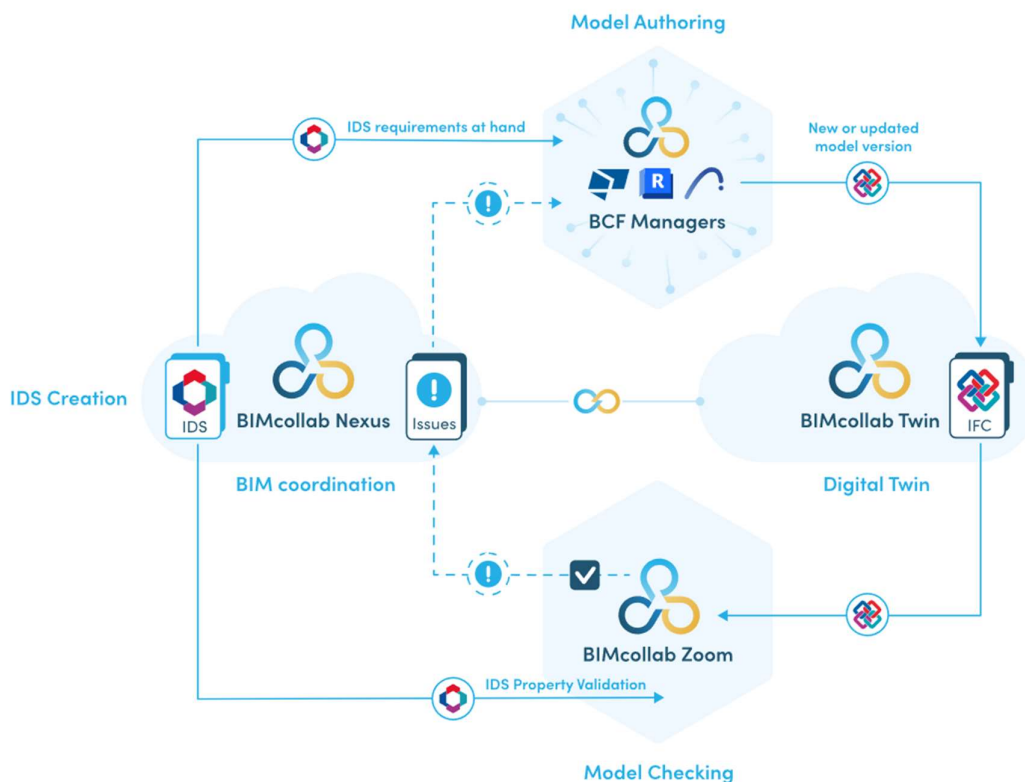 Model Authoring
IDS requirements at hand
New or updated
model version
R
BCF Managers
IDS Creation
IDS
BIMcollab Nexus
Issues
BIMcollab Twin
IFC
BIM coordination
Digital Twin
BIMcollab Zoom
IDS Property Validation
Model Checking